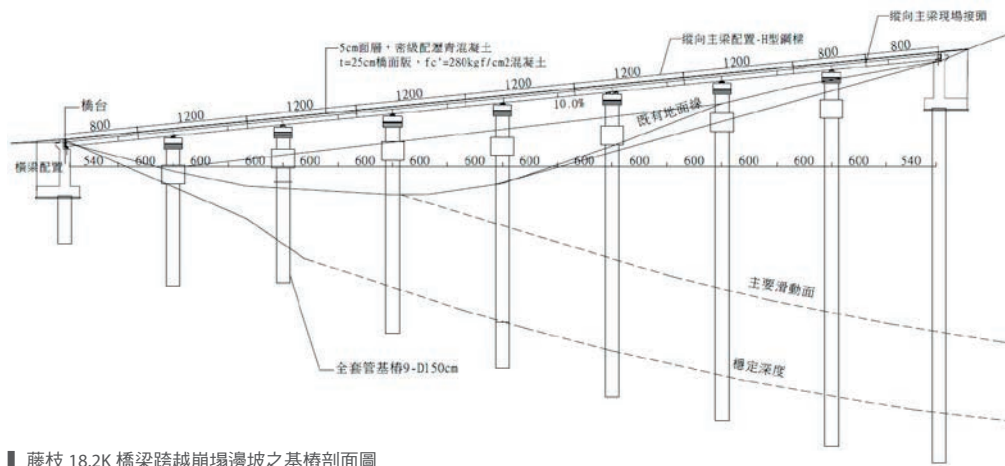 5cm面層，密級配瀝青混凝土
t=25cm橋面版，fc'=280kgf/cm2混凝土
縱向主梁配置-H型鋼樑
縱向主梁現場接頭
橋台
800 1200 1200 1200 1200 1200 1200 1200 800 800
10.0%
既有地面線
橫梁配置
540 600 600 600 600 600 600 600 600 600 600 600 600 600 600 540
主要滑動面
穩定深度
全套管基樁9-D150cm
藤枝 18.2K 橋梁跨越崩塌邊坡之基樁剖面圖